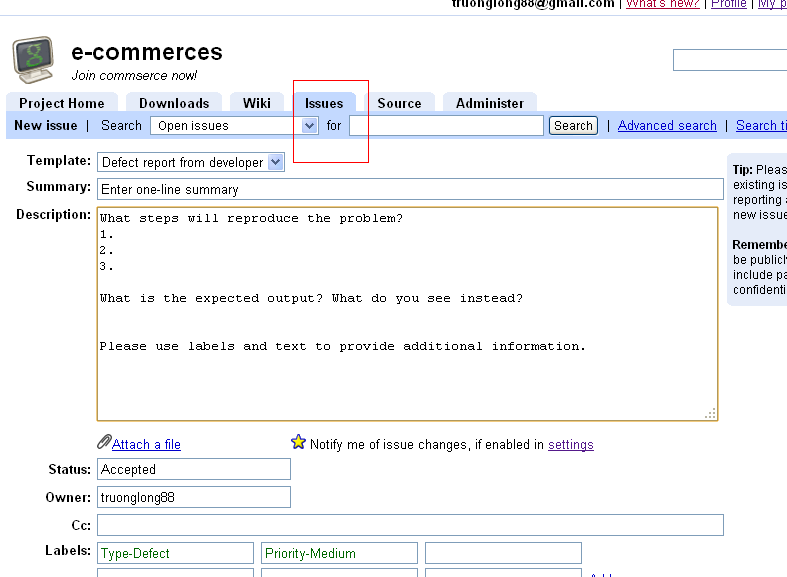 truonglong88@gmail.com | What's new? | Profile | My p
e-commerces
Join commserce now!
Project Home Downloads Wiki Issues Source Administer
New issue | Search Open issues for Search | Advanced search | Search ti
Template: Defect report from developer
Summary: Enter one-line summary
Description: What steps will reproduce the problem?
1.
2.
3.
What is the expected output? What do you see instead?
Please use labels and text to provide additional information.
Tip: Pleas
existing is
reporting a
new issue
Remembe
be publicly
include pa
confidenti
Attach a file Notify me of issue changes, if enabled in settings
Status: Accepted
Owner: truonglong88
Cc:
Labels: Type-Defect Priority-Medium